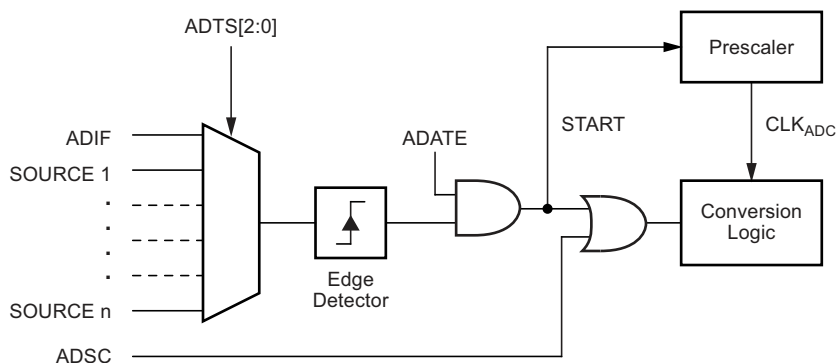 ADTS[2:0]
Prescaler
START
CLKADC
ADIF
ADATE
SOURCE 1
.
.
.
.
Conversion
Logic
Edge
Detector
SOURCE n
ADSC